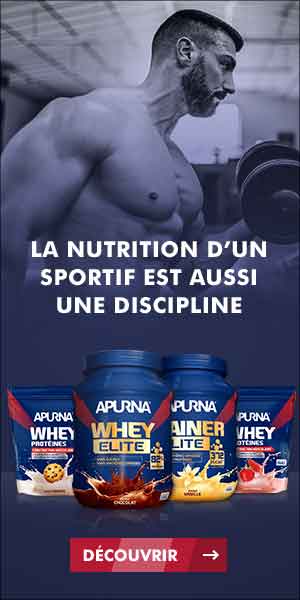 LA NUTRITION D'UN
SPORTIF EST AUSSI
UNE DISCIPLINE
APURNA
WHEY
PROTÉINES
APURNA
WHEY
ELITE
CHOCOLAT
APURNA
AINER
LITE
VANILLE
APURNA
WHEY
PROTÉINES
DÉCOUVRIR →